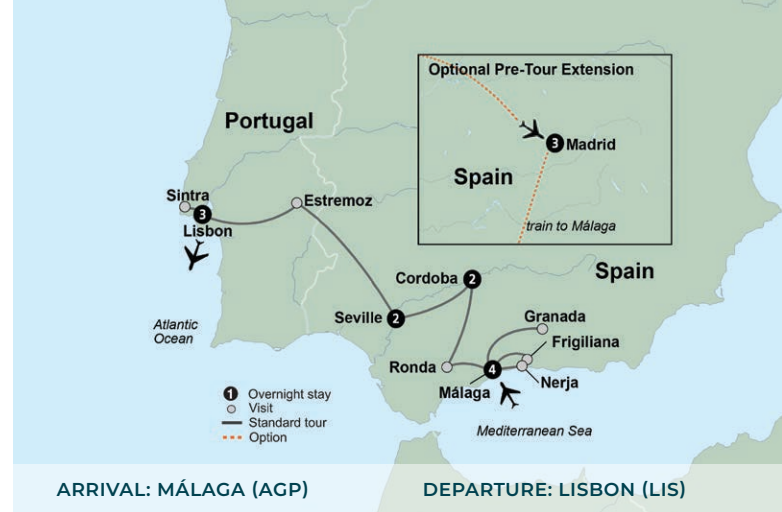 Optional Pre-Tour Extension
3 Madrid
Spain
train to Málaga
Portugal
Sintra
3
Lisbon
Estremoz
Spain
Cordoba 2
Seville 2
Granada
Frigiliana
Ronda
4
Málaga
Nerja
Atlantic
Ocean
Mediterranean Sea
1 Overnight stay
Visit
Standard tour
Option
ARRIVAL: MÁLAGA (AGP)
DEPARTURE: LISBON (LIS)